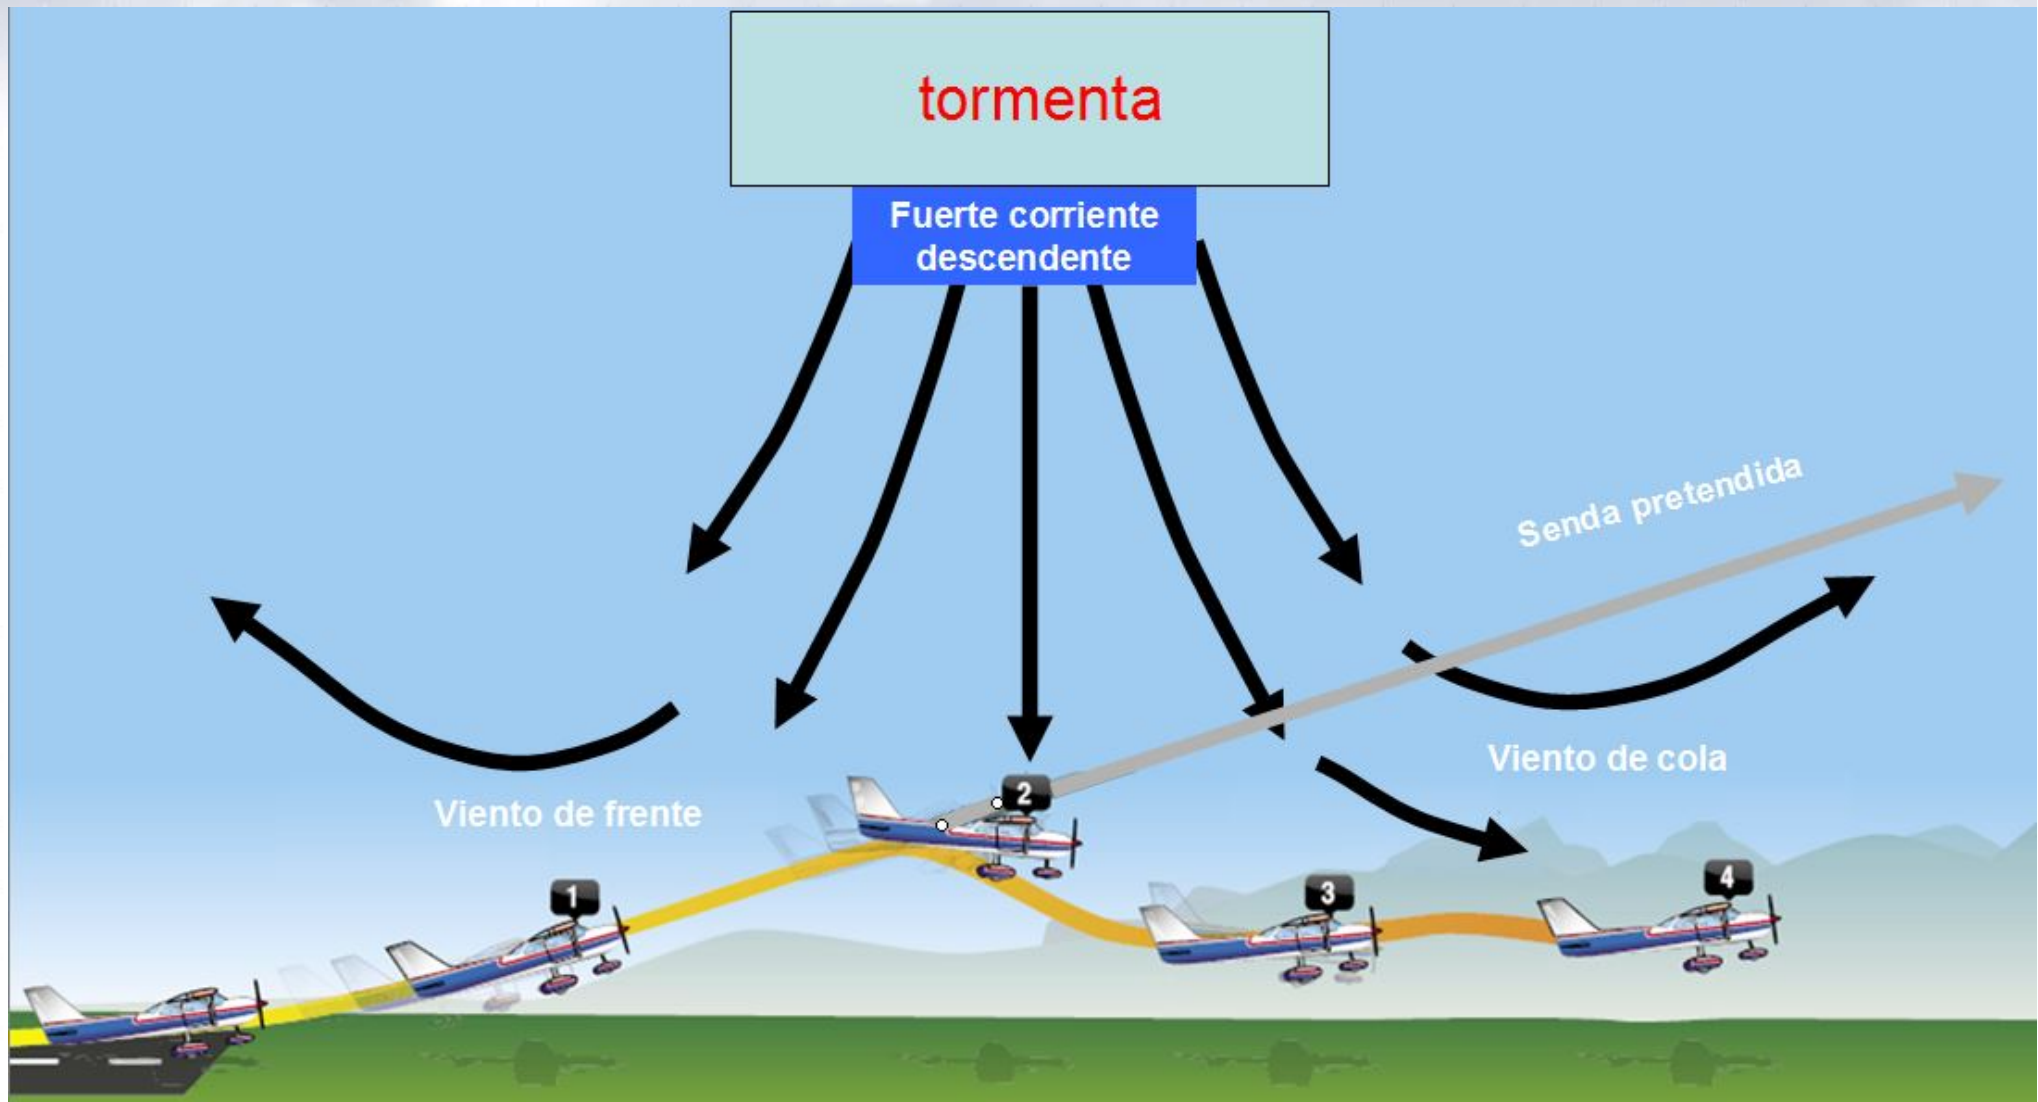 tormenta
Fuerte corriente
descendente
Senda pretendida
Viento de cola
Viento de frente
2
1
3
4